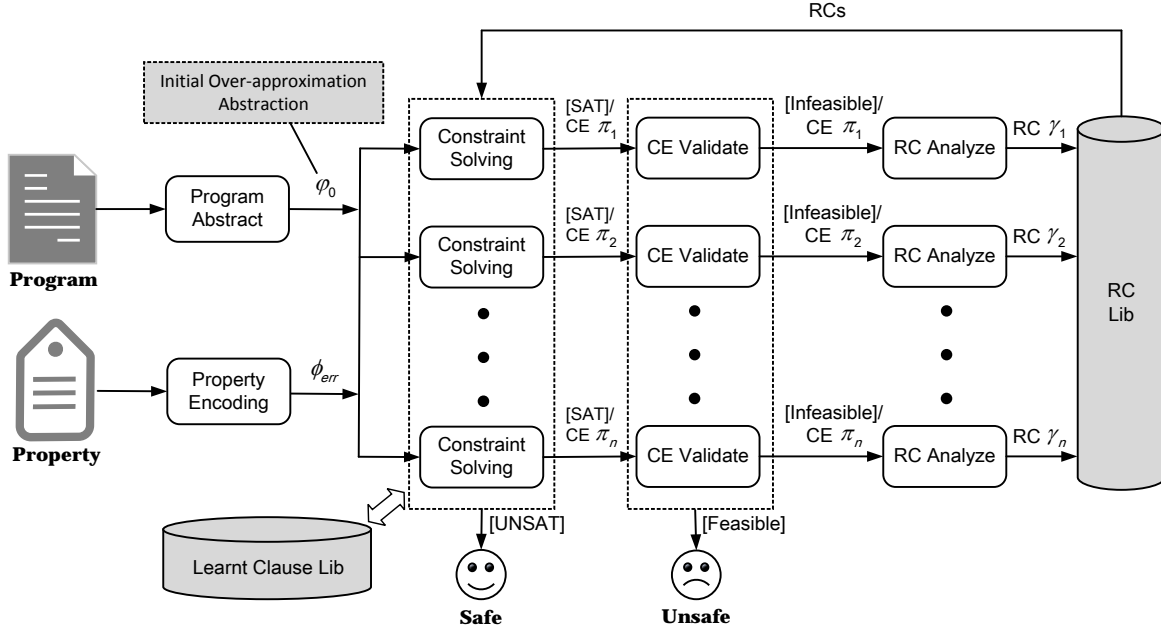 RCs
Initial Over-approximation
Abstraction
[SAT]/
CE π1
[Infeasible]/
CE π1
RC γ1
Constraint
Solving
CE Validate
RC Analyze
φ0
Program
Abstract
Program
[SAT]/
CE π2
[Infeasible]/
CE π2
RC γ2
Constraint
Solving
CE Validate
RC Analyze
RC
Lib
Property
Encoding
ϕerr
Property
[SAT]/
CE πn
[Infeasible]/
CE πn
RC γn
Constraint
Solving
CE Validate
RC Analyze
[UNSAT]
[Feasible]
Learnt Clause Lib
Safe
Unsafe